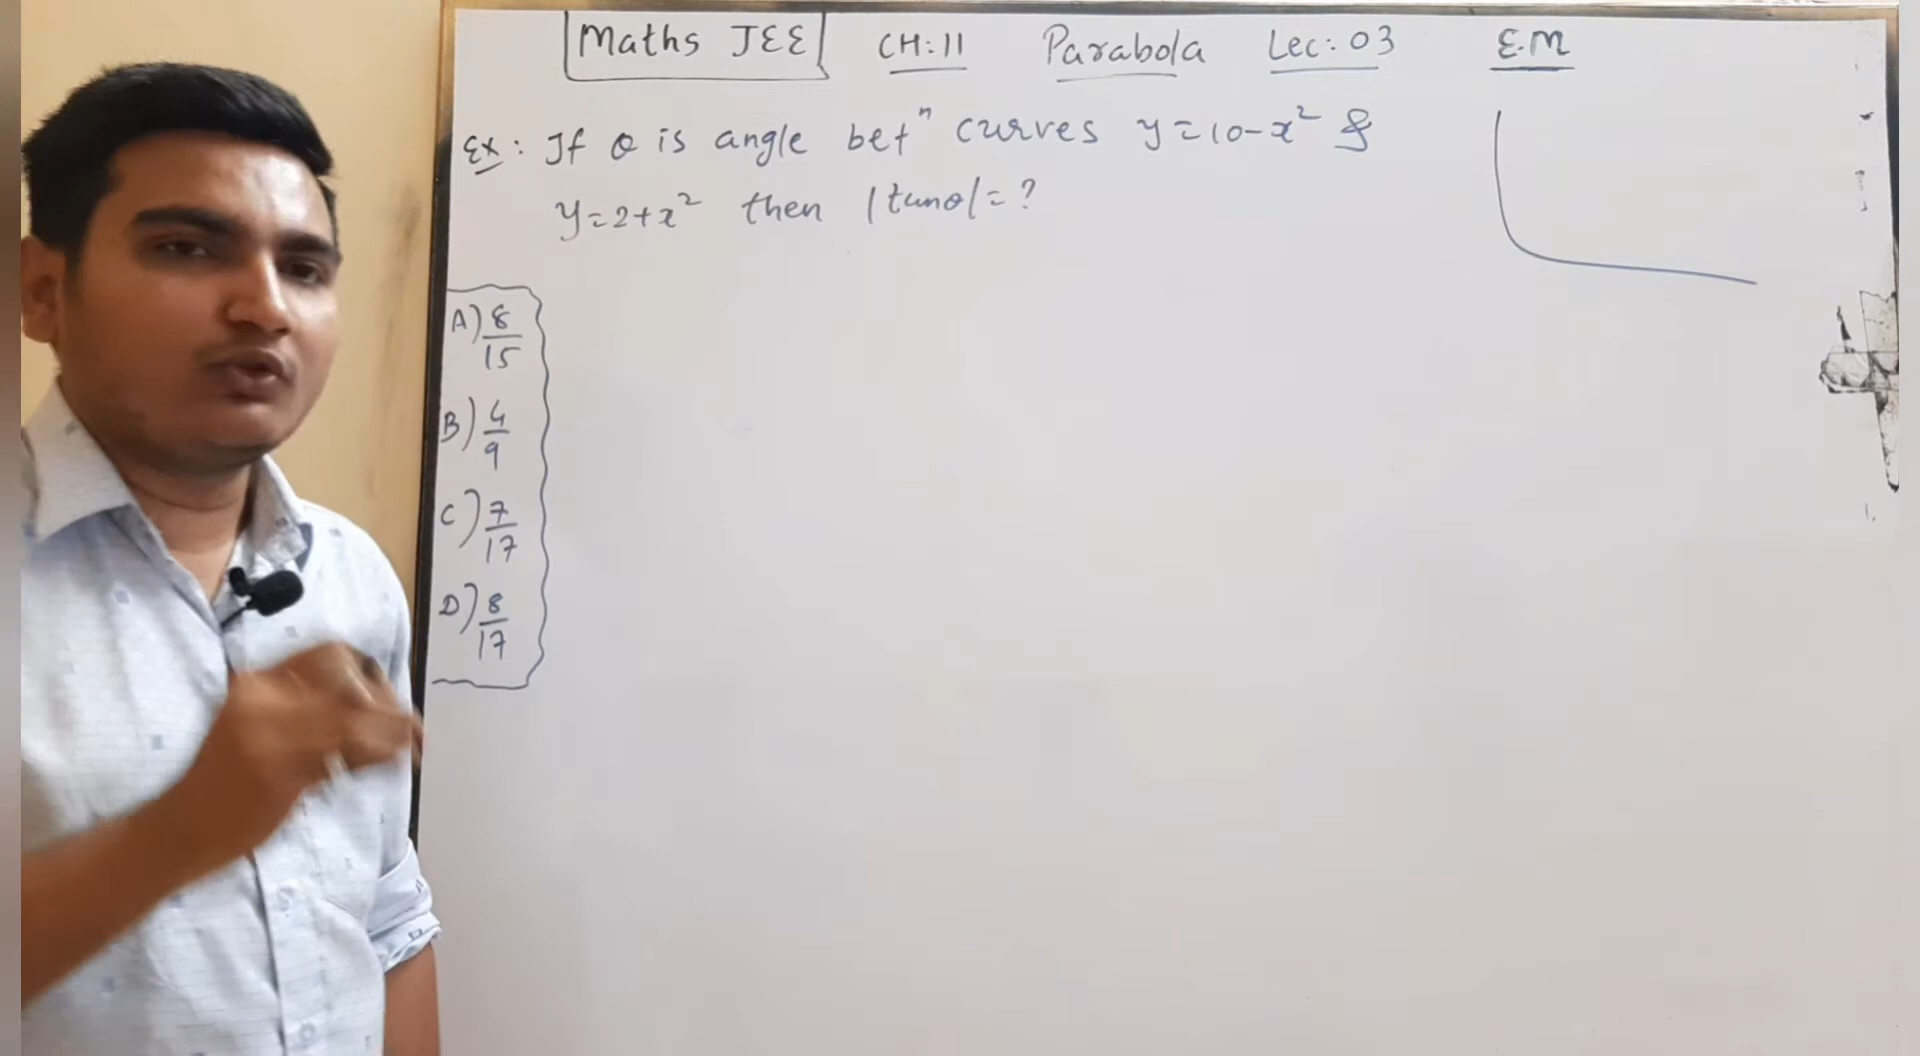 Maths JEE CH:11 Parabola Lec:03 E.M
Ex: If θ is angle betⁿ curves y=10-x² &
y=2+x² then |tanθ|=?
A) 8/15
B) 4/9
C) 7/17
D) 8/17